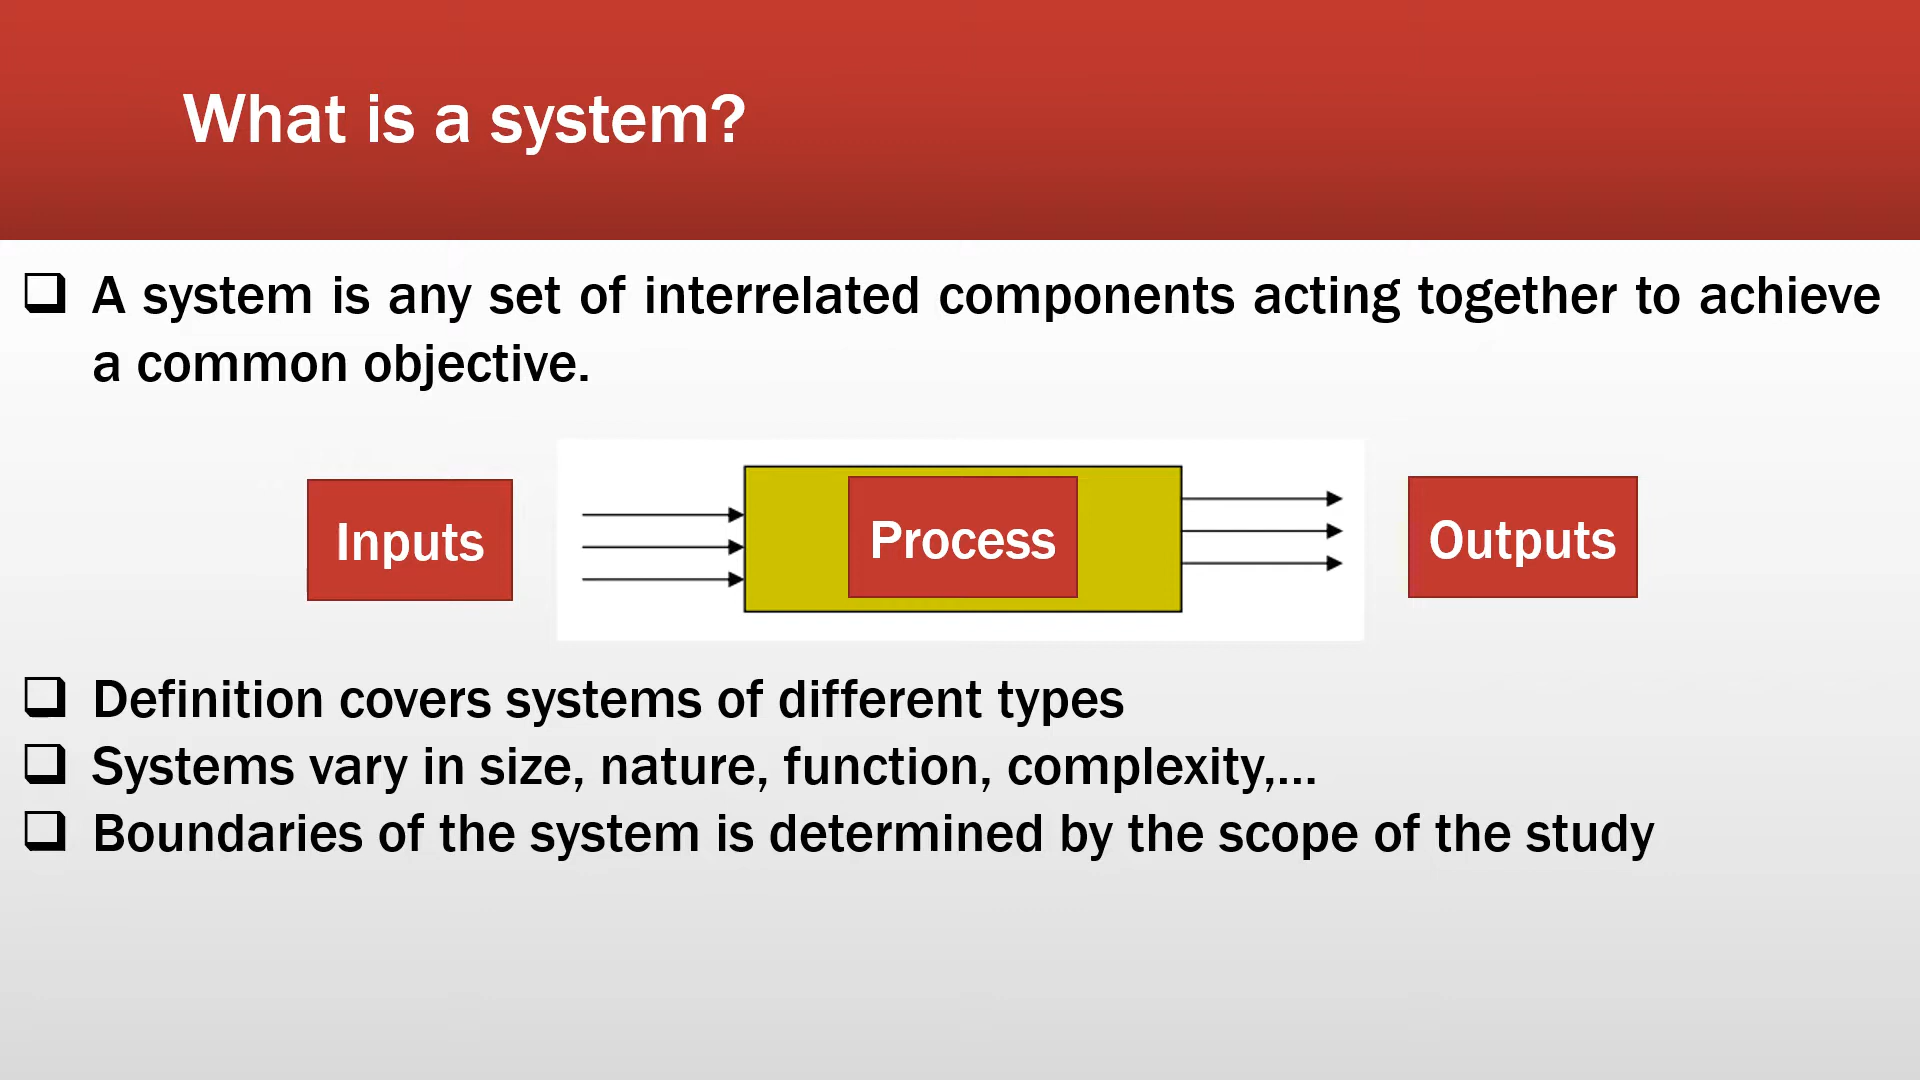 What is a system?
A system is any set of interrelated components acting together to achieve
a common objective.
Inputs
Process
Outputs
Definition covers systems of different types
Systems vary in size, nature, function, complexity,...
Boundaries of the system is determined by the scope of the study